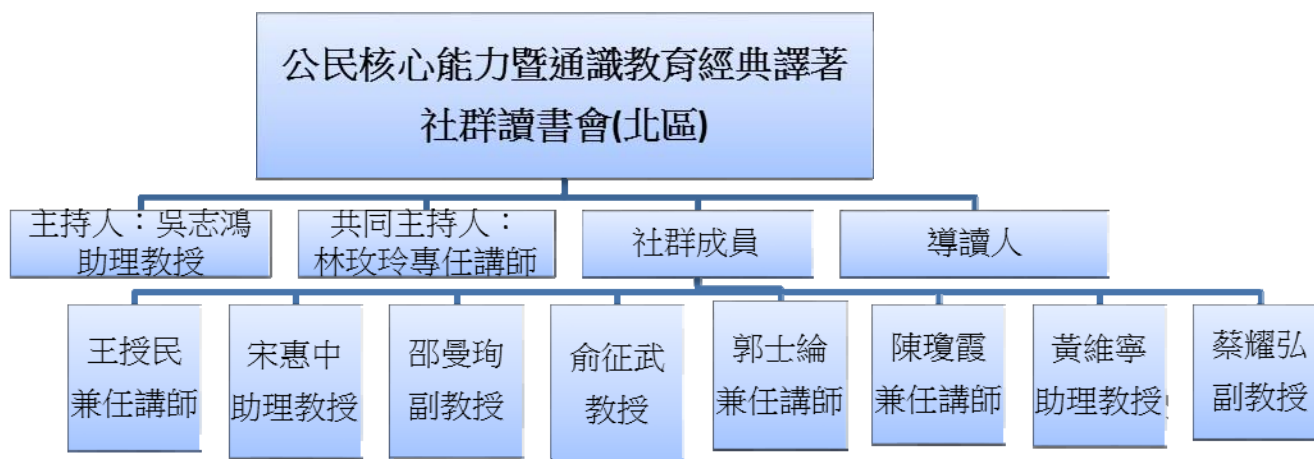 公民核心能力暨通識教育經典譯著
社群讀書會(北區)
主持人：吳志鴻
助理教授
共同主持人：
林玫玲專任講師
社群成員
導讀人
王授民
兼任講師
宋惠中
助理教授
邵曼珣
副教授
俞征武
教授
郭士綸
兼任講師
陳瓊霞
兼任講師
黃維寧
助理教授
蔡耀弘
副教授